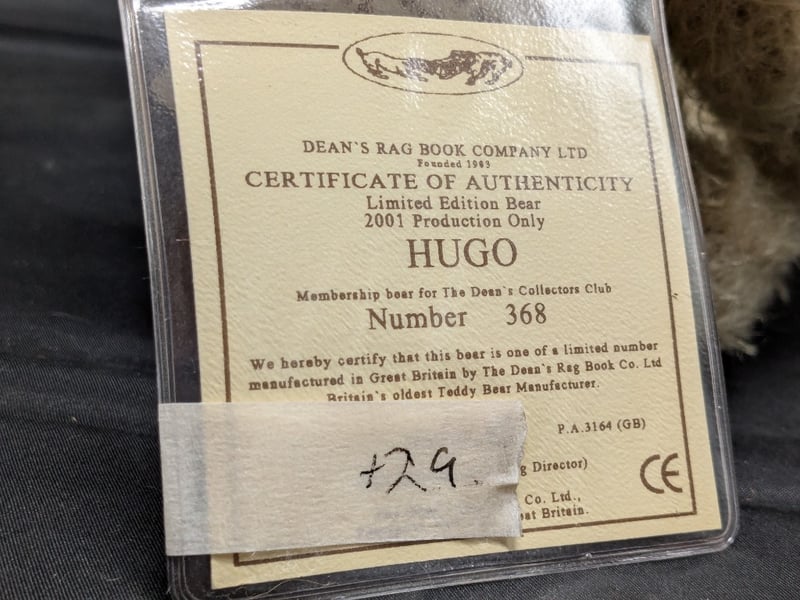 DEAN`S RAG BOOK COMPANY LTD
Founded 1903
CERTIFICATE OF AUTHENTICITY
Limited Edition Bear
2001 Production Only
HUGO
Membership bear for The Dean`s Collectors Club
Number 368
We hereby certify that this bear is one of a limited number
manufactured in Great Britain by The Dean`s Rag Book Co. Ltd
Britain`s oldest Teddy Bear Manufacturer.
P.A.3164 (GB)
Director)
CE
Co. Ltd.,
Britain.
+29.